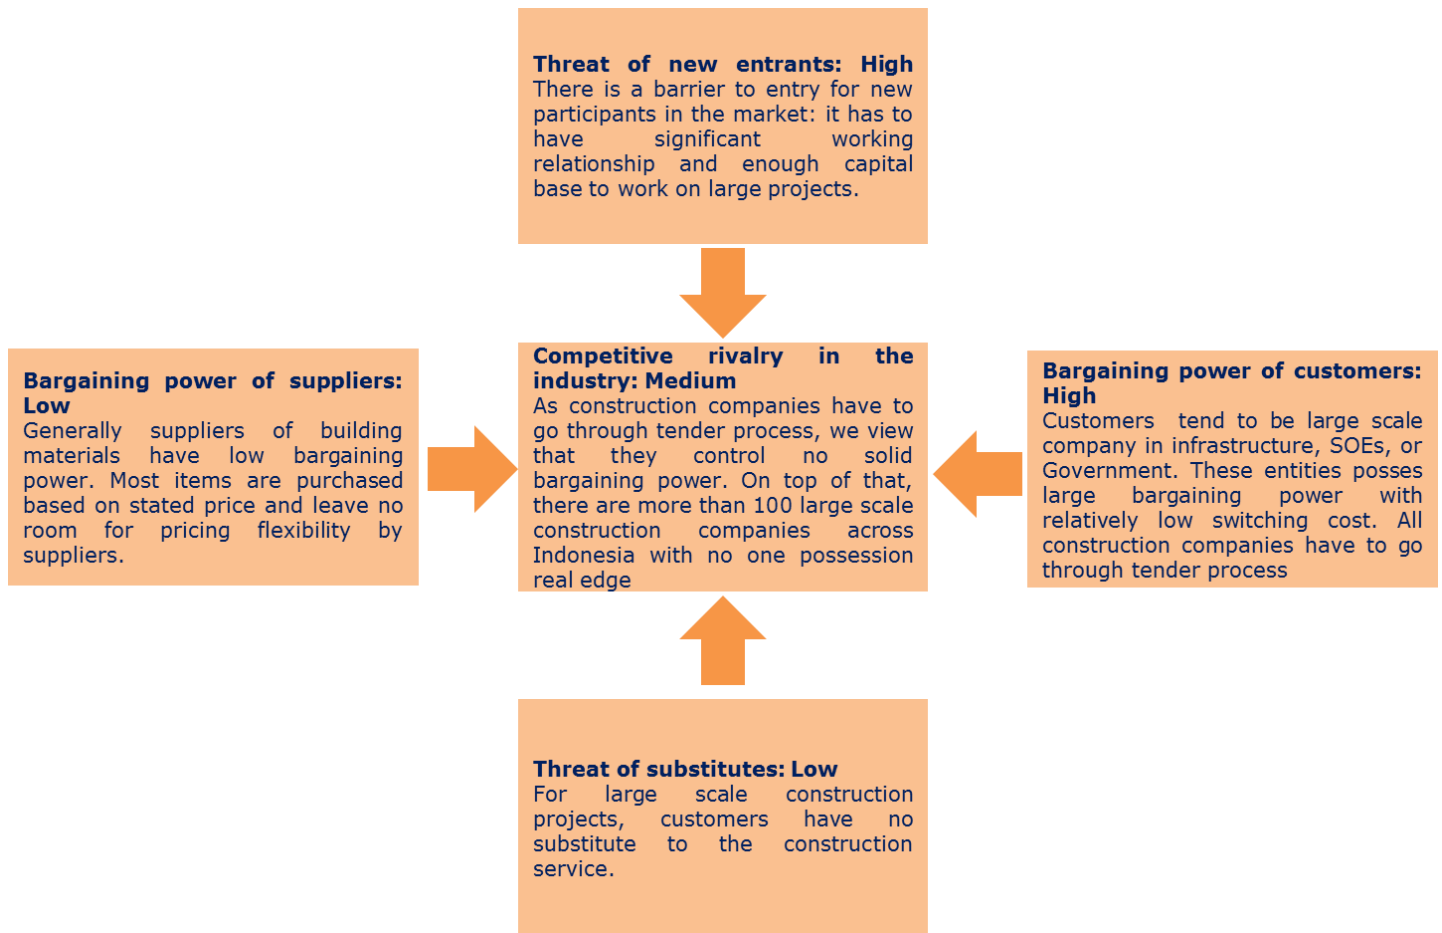 Threat of new entrants: High
There is a barrier to entry for new
participants in the market: it has to
have significant working
relationship and enough capital
base to work on large projects.
Bargaining power of suppliers:
Low
Generally suppliers of building
materials have low bargaining
power. Most items are purchased
based on stated price and leave no
room for pricing flexibility by
suppliers.
Competitive rivalry in the
industry: Medium
As construction companies have to
go through tender process, we view
that they control no solid
bargaining power. On top of that,
there are more than 100 large scale
construction companies across
Indonesia with no one possession
real edge
Bargaining power of customers:
High
Customers tend to be large scale
company in infrastructure, SOEs, or
Government. These entities posses
large bargaining power with
relatively low switching cost. All
construction companies have to go
through tender process
Threat of substitutes: Low
For large scale construction
projects, customers have no
substitute to the construction
service.